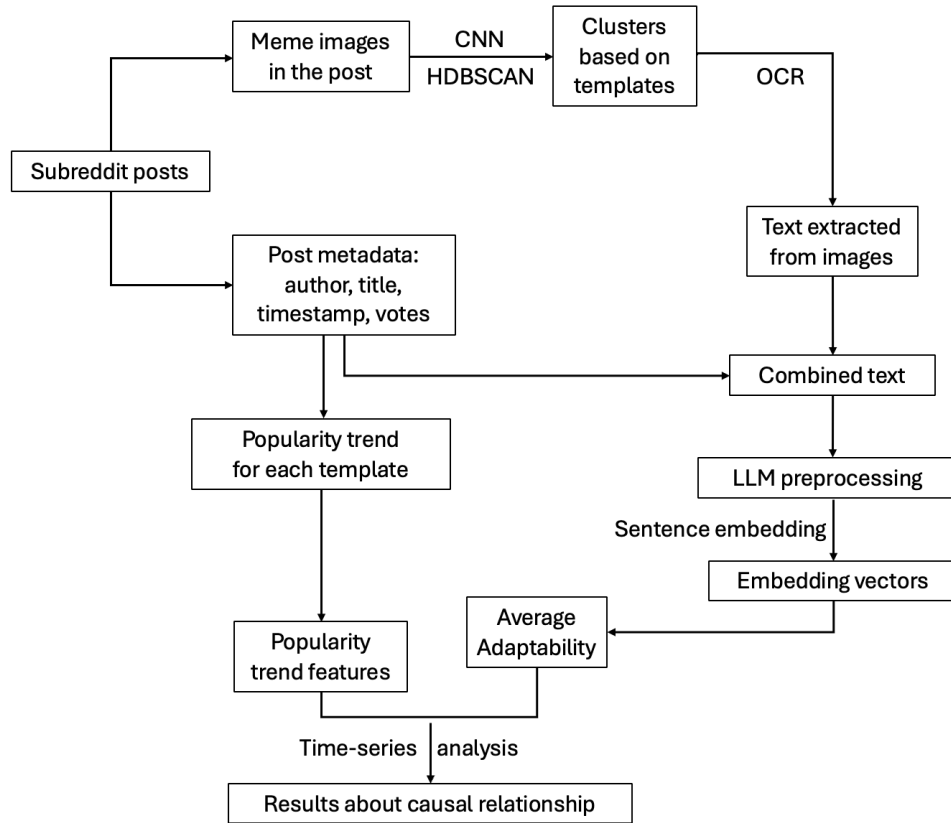 Meme images
in the post
CNN
HDBSCAN
Clusters
based on
templates
OCR
Subreddit posts
Text extracted
from images
Post metadata:
author, title,
timestamp, votes
Combined text
Popularity trend
for each template
LLM preprocessing
Sentence embedding
Embedding vectors
Average
Adaptability
Popularity
trend features
Time-series analysis
Results about causal relationship